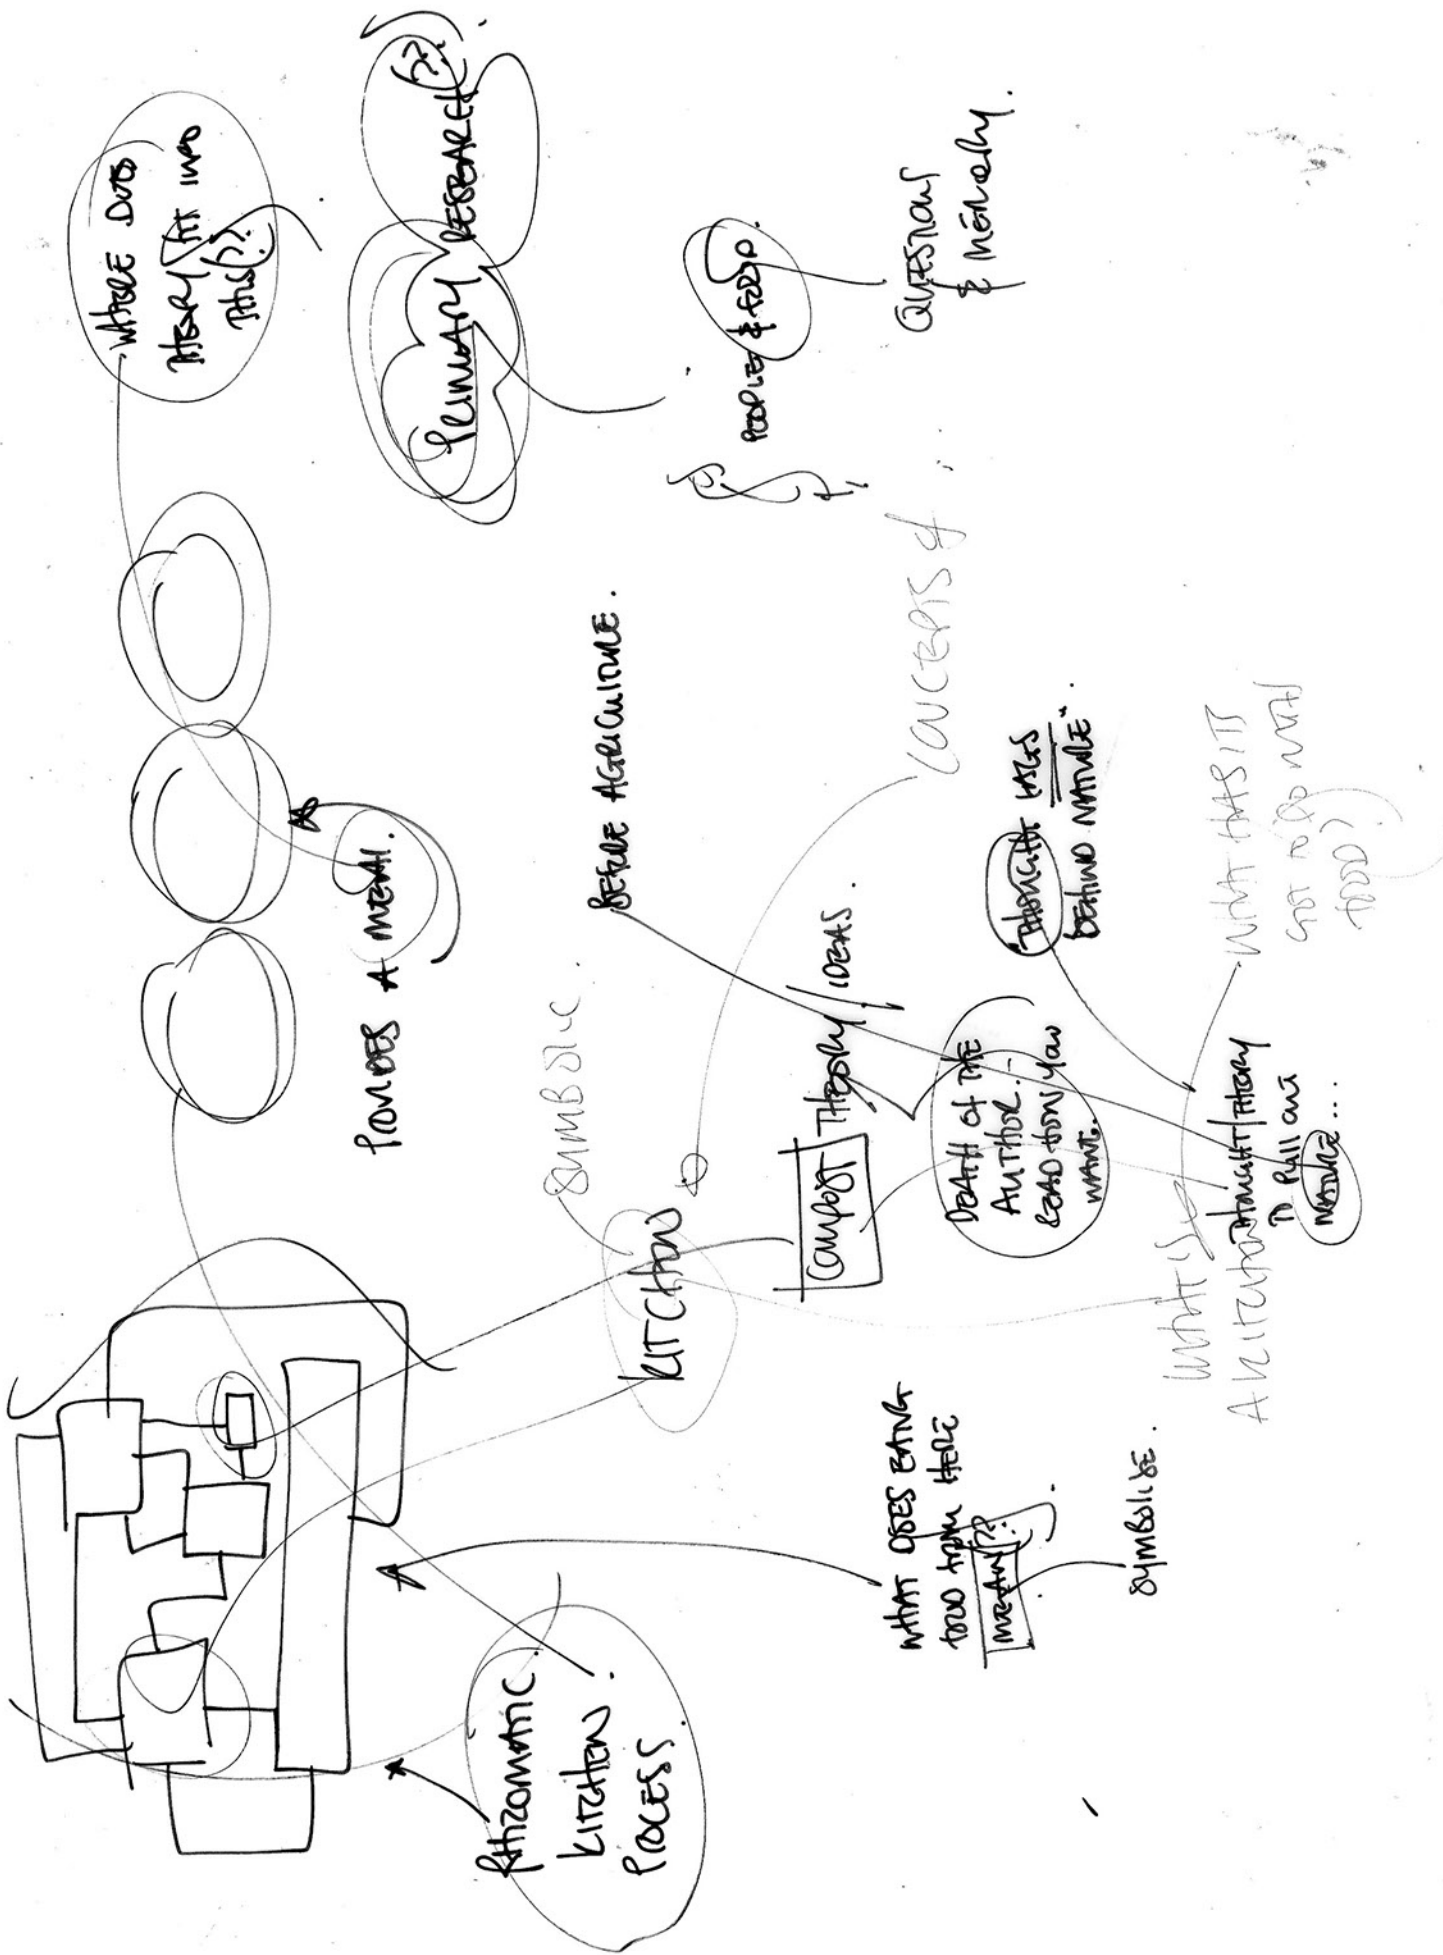 RHIZOMATIC
KITCHEN
PROCESS.
PROVIDES A MEAL.
WHERE DOES
THEORY FIT INTO
THIS??
PRIMARY RESEARCH
(??)
PEOPLE & FOOD.
QUESTIONS
& MEMORY.
SYMBOLIC
KITCHEN
BEFORE AGRICULTURE.
CONCEPTS of
COMPOST THEORY/IDEAS.
DEATH OF THE
AUTHOR.-
READ HOW YOU
WANT..
"THOUGHT LAGS
BEHIND NATURE".
WHAT DOES EATING
FOOD FROM HERE
MEAN??
SYMBOLISE.
WHAT IS
A KITCHEN
THOUGHT/THEORY
TO PULL OUT
NATURE...
WHAT HAS IT
GOT to DO WITH
FOOD?